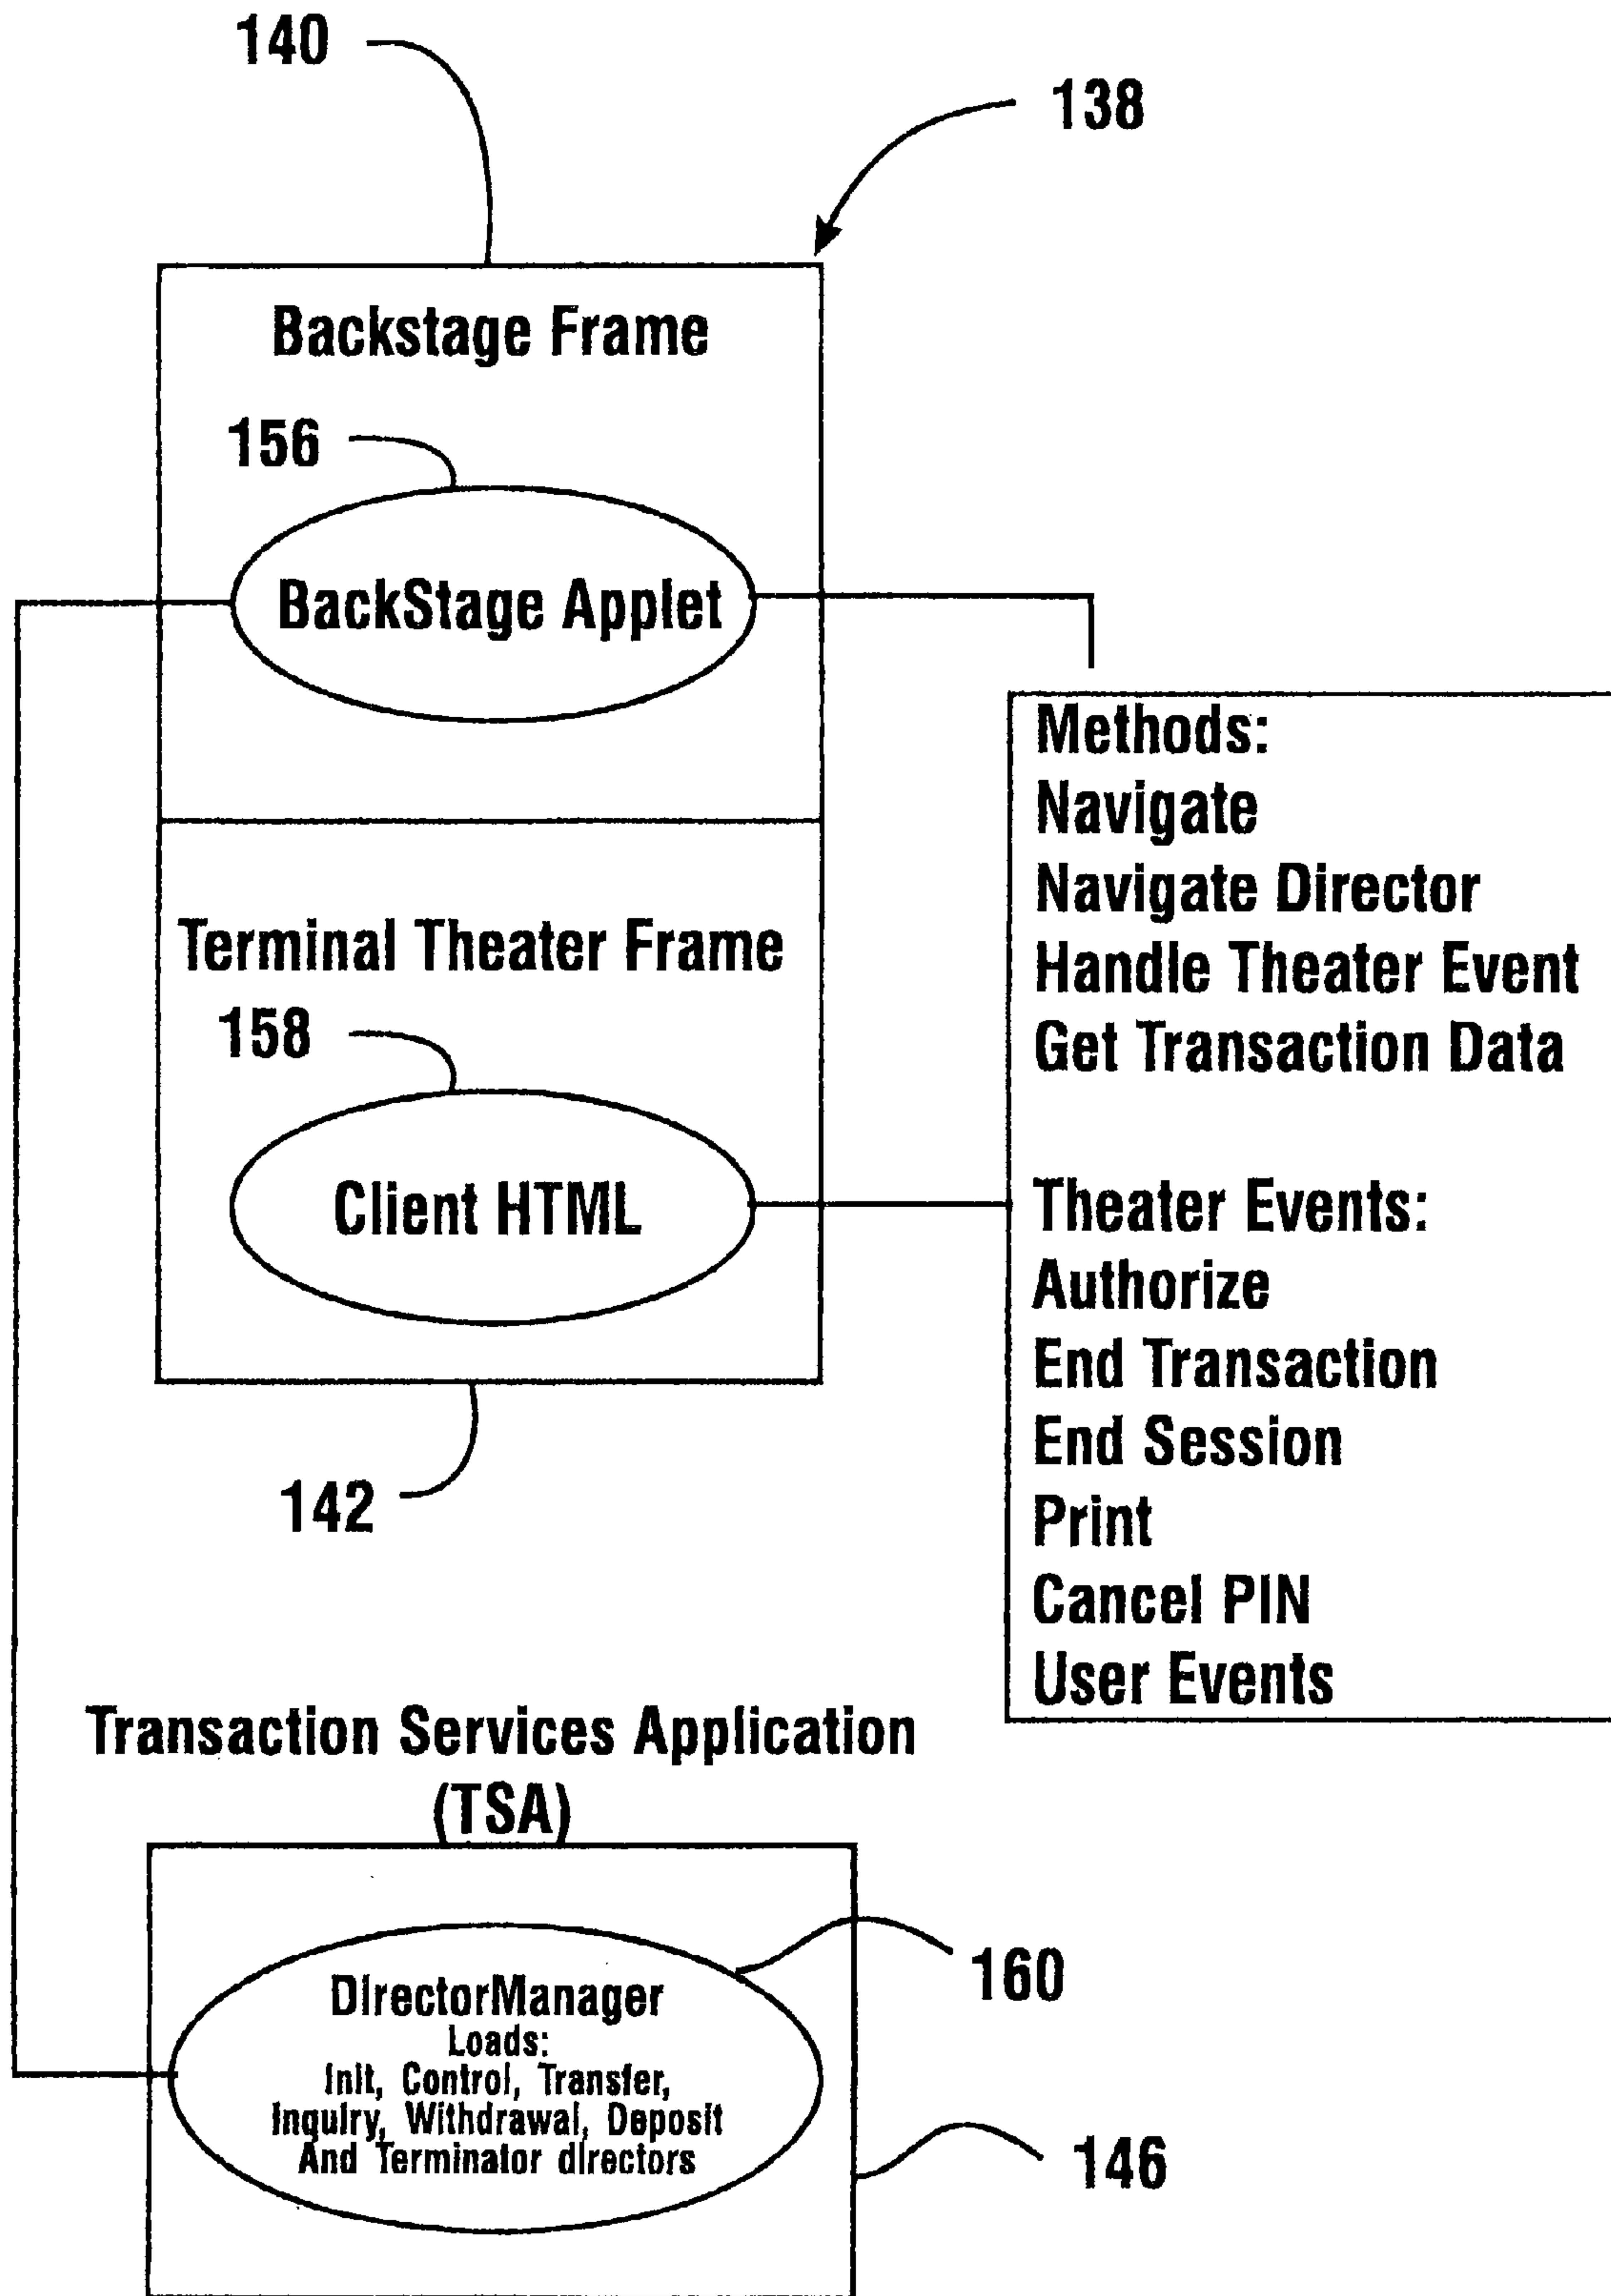 140
138
Backstage Frame
156
BackStage Applet
Methods:
Navigate
Navigate Director
Handle Theater Event
Get Transaction Data
Terminal Theater Frame
158
Client HTML
Theater Events:
Authorize
End Transaction
End Session
Print
Cancel PIN
User Events
142
Transaction Services Application
(TSA)
DirectorManager
Loads:
Init, Control, Transfer,
Inquiry, Withdrawal, Deposit
And Terminator directors
160
146